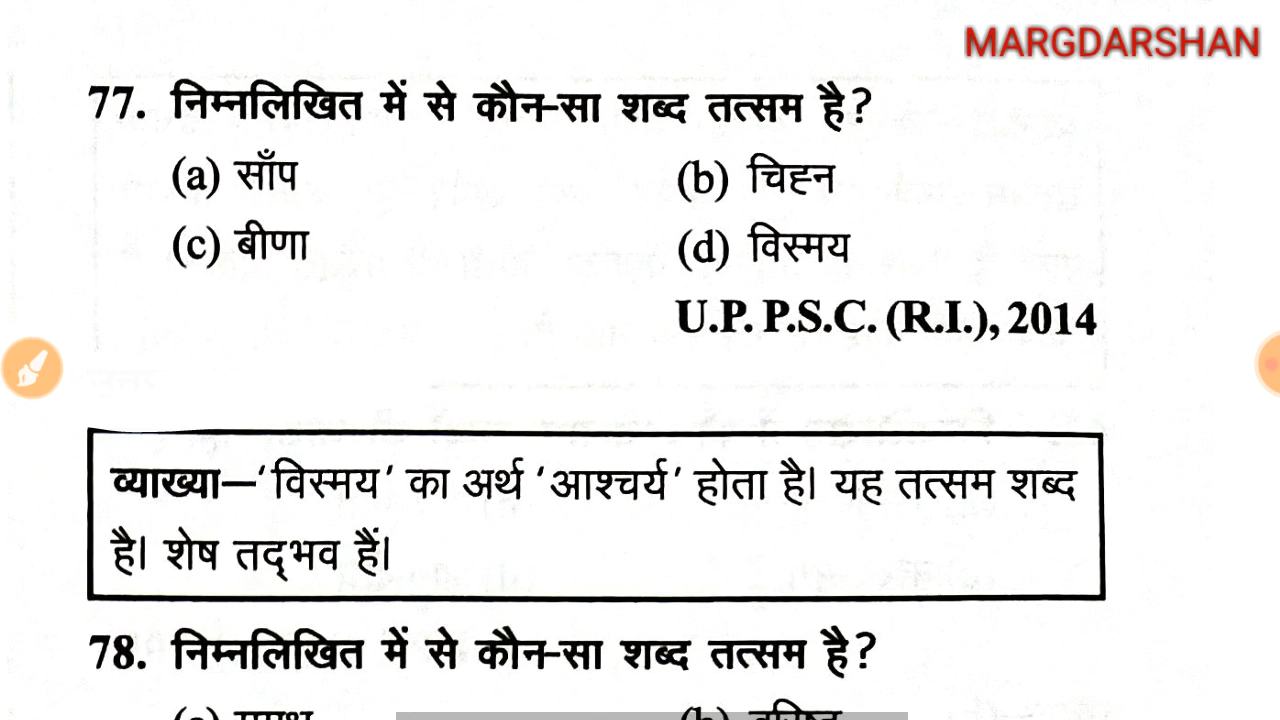 MARGDARSHAN
77. निम्नलिखित में से कौन-सा शब्द तत्सम है?
(a) साँप (b) चिह्न
(c) बीणा (d) विस्मय
U.P. P.S.C. (R.I.), 2014
व्याख्या—‘विस्मय’ का अर्थ ‘आश्चर्य’ होता है। यह तत्सम शब्द
है। शेष तद्भव हैं।
78. निम्नलिखित में से कौन-सा शब्द तत्सम है?